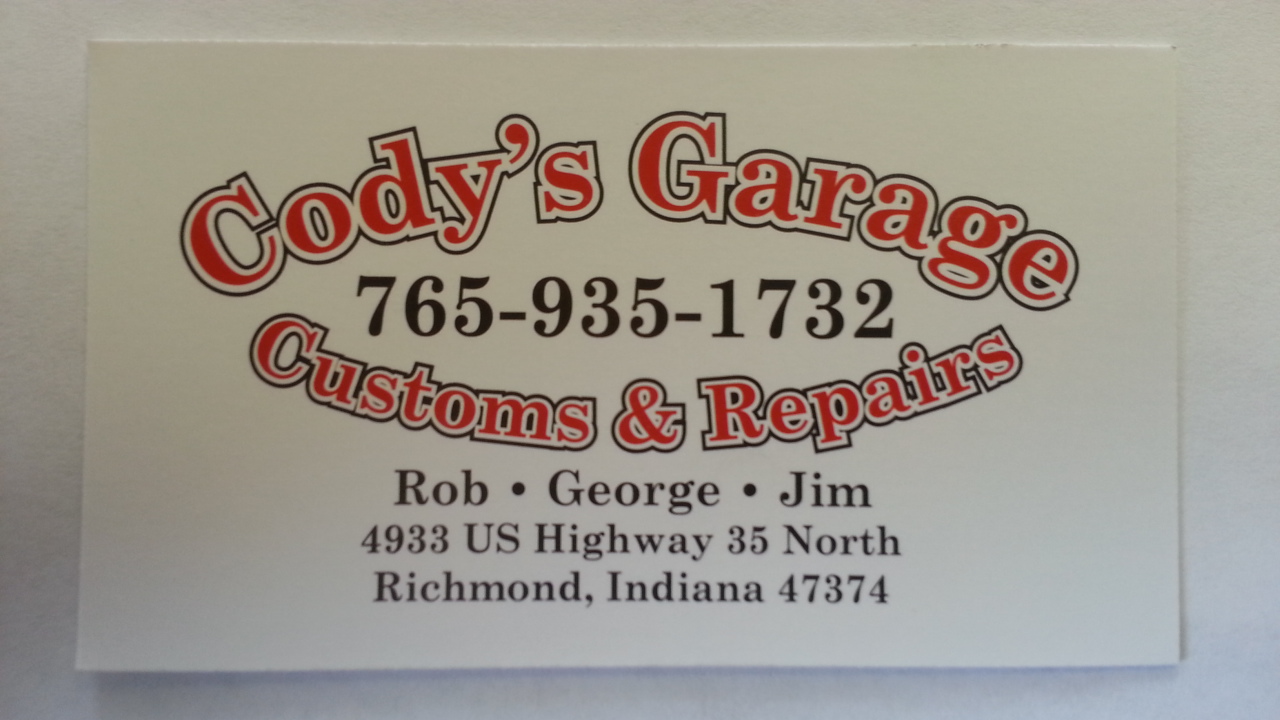 Cody's Garage
765-935-1732
Customs & Repairs
Rob • George • Jim
4933 US Highway 35 North
Richmond, Indiana 47374